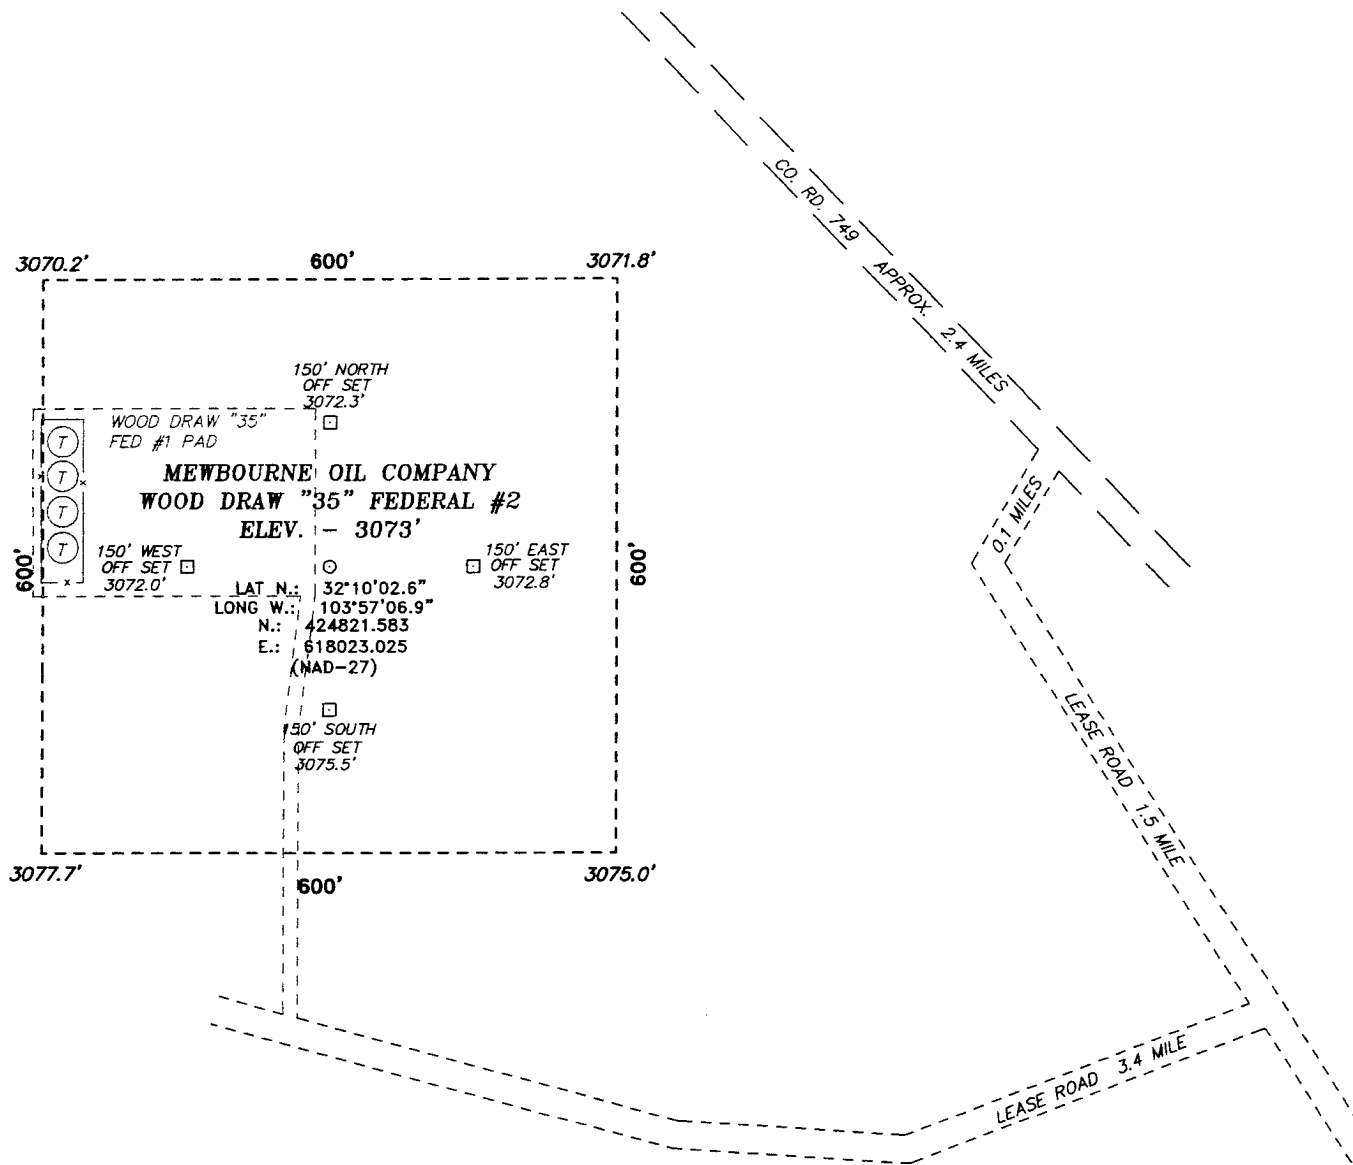 CO. RD. 749 APPROX. 2.4 MILES
3070.2'
600'
3071.8'
150' NORTH
OFF SET
3072.3'
WOOD DRAW "35"
FED #1 PAD
T
T
T
T
MEWBOURNE OIL COMPANY
WOOD DRAW "35" FEDERAL #2
ELEV. - 3073'
0.1 MILES
600'
150' WEST
OFF SET
3072.0'
150' EAST
OFF SET
3072.8'
600'
LAT N.: 32°10'02.6"
LONG W.: 103°57'06.9"
N.: 424821.583
E.: 618023.025
(NAD-27)
150' SOUTH
OFF SET
3075.5'
LEASE ROAD 1.5 MILE
3077.7'
600'
3075.0'
LEASE ROAD 3.4 MILE